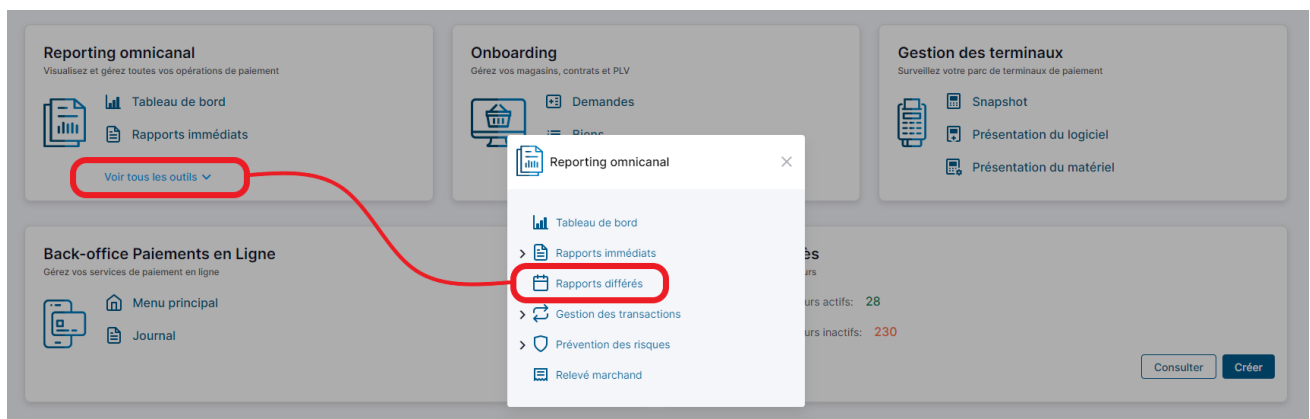 Reporting omnicanal
Visualisez et gérez toutes vos opérations de paiement
Tableau de bord
Rapports immédiats
Voir tous les outils
Onboarding
Gérez vos magasins, contrats et PLV
Demandes
Gestion des terminaux
Surveillez votre parc de terminaux de paiement
Snapshot
Présentation du logiciel
Présentation du matériel
Reporting omnicanal
Tableau de bord
Rapports immédiats
Rapports différés
Gestion des transactions
Prévention des risques
Relevé marchand
Back-office Paiements en Ligne
Gérez vos services de paiement en ligne
Menu principal
Journal
ès
urs
urs actifs: 28
urs inactifs: 230
Consulter
Créer